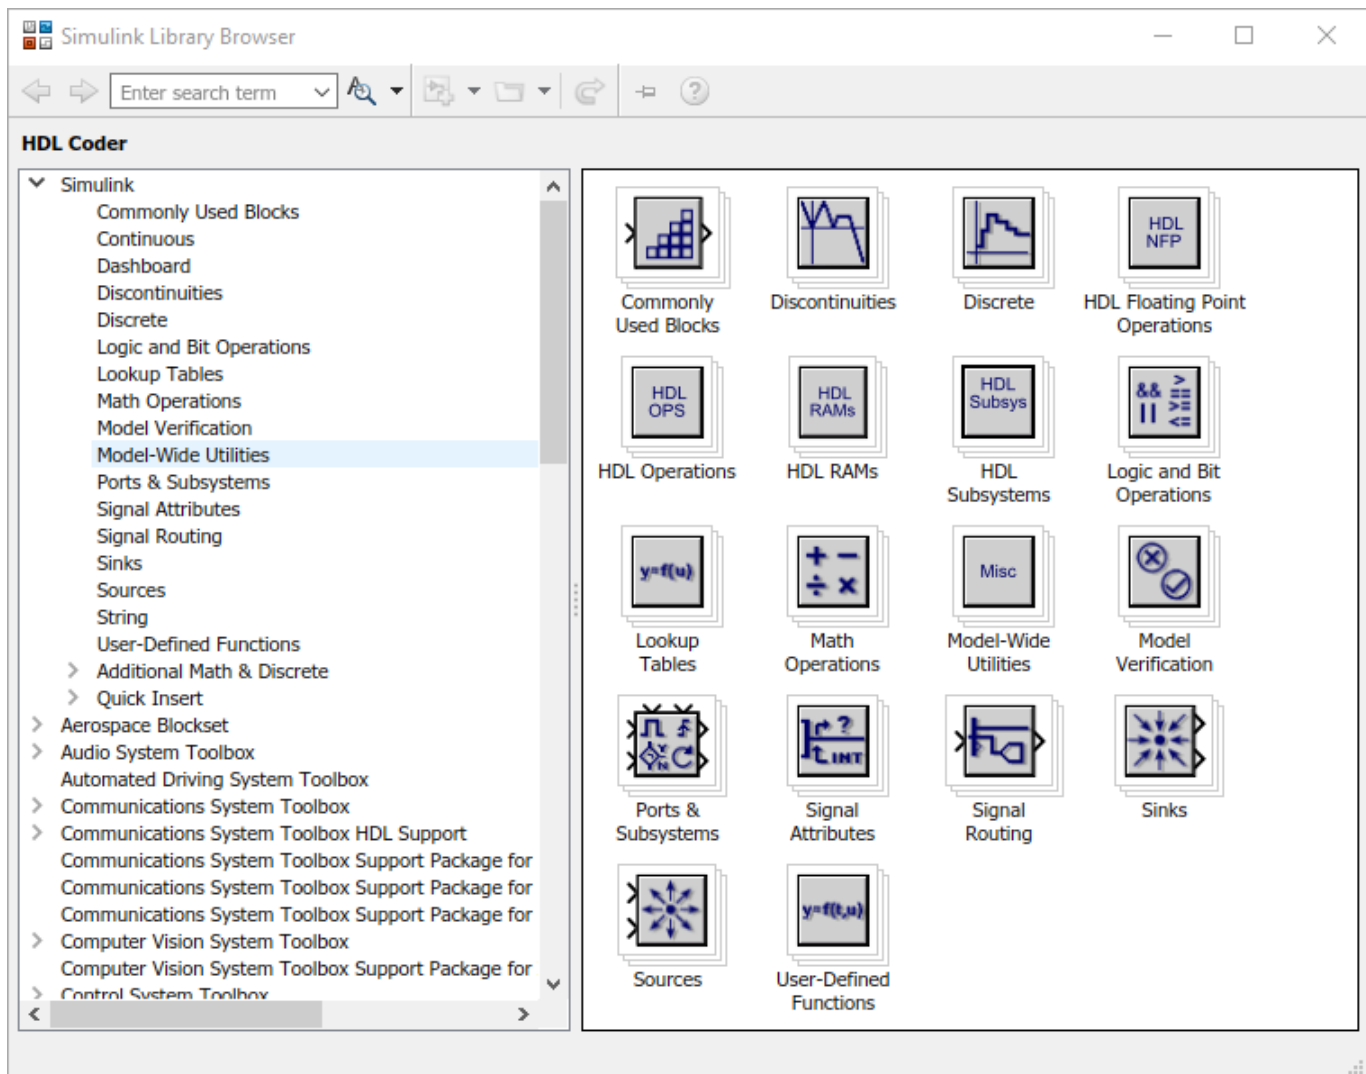 Simulink Library Browser
Enter search term
HDL Coder
Simulink
Commonly Used Blocks
Continuous
Dashboard
Discontinuities
Discrete
Logic and Bit Operations
Lookup Tables
Math Operations
Model Verification
Model-Wide Utilities
Ports & Subsystems
Signal Attributes
Signal Routing
Sinks
Sources
String
User-Defined Functions
Additional Math & Discrete
Quick Insert
Aerospace Blockset
Audio System Toolbox
Automated Driving System Toolbox
Communications System Toolbox
Communications System Toolbox HDL Support
Communications System Toolbox Support Package for
Communications System Toolbox Support Package for
Communications System Toolbox Support Package for
Computer Vision System Toolbox
Computer Vision System Toolbox Support Package for
Control System Toolbox
Commonly
Used Blocks
Discontinuities
Discrete
HDL
NFP
HDL Floating Point
Operations
HDL
OPS
HDL Operations
HDL
RAMs
HDL RAMs
HDL
Subsys
HDL
Subsystems
&& > == >= <= ||
Logic and Bit
Operations
y=f(u)
Lookup
Tables
+ −
÷ ×
Math
Operations
Misc
Model-Wide
Utilities
Model
Verification
Y
N
Ports &
Subsystems
?
INT
Signal
Attributes
Signal
Routing
Sinks
Sources
y=f(t,u)
User-Defined
Functions